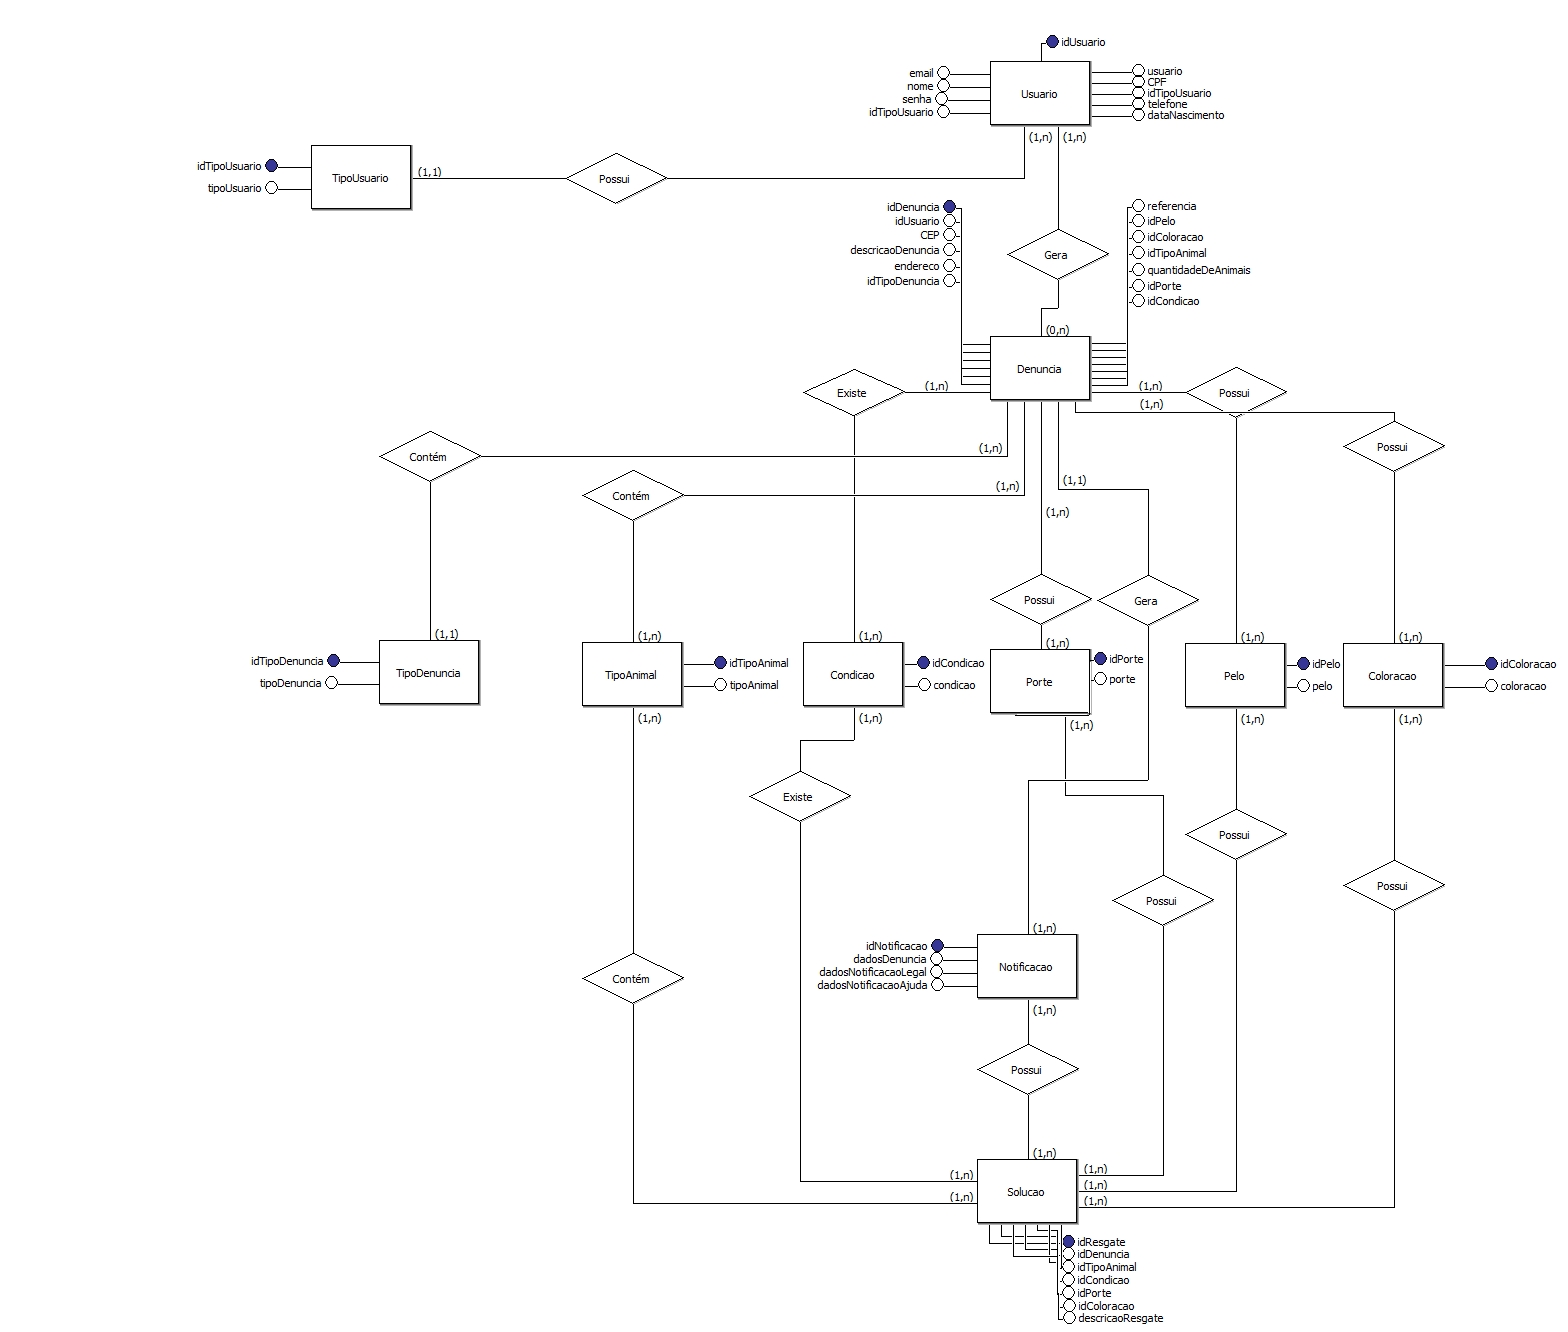 idUsuario
email
nome
senha
idTipoUsuario
Usuario
usuario
CPF
idTipoUsuario
telefone
dataNascimento
(1,n)
(1,n)
idTipoUsuario
tipoUsuario
TipoUsuario
(1,1)
Possui
idDenuncia
idUsuario
CEP
descricaoDenuncia
endereco
idTipoDenuncia
Gera
referencia
idPelo
idColoracao
idTipoAnimal
quantidadeDeAnimais
idPorte
idCondicao
(0,n)
Denuncia
Existe
(1,n)
(1,n)
Possui
(1,n)
Contém
(1,n)
Possui
Contém
(1,n)
(1,1)
(1,n)
Possui
Gera
(1,1)
(1,n)
(1,n)
(1,n)
(1,n)
(1,n)
idTipoDenuncia
tipoDenuncia
TipoDenuncia
TipoAnimal
idTipoAnimal
tipoAnimal
Condicao
idCondicao
condicao
Porte
idPorte
porte
Pelo
idPelo
pelo
Coloracao
idColoracao
coloracao
(1,n)
(1,n)
(1,n)
(1,n)
(1,n)
Existe
Possui
Possui
Possui
idNotificacao
dadosDenuncia
dadosNotificacaoLegal
dadosNotificacaoAjuda
(1,n)
Notificacao
(1,n)
Contém
Possui
(1,n)
(1,n)
(1,n)
Solucao
(1,n)
(1,n)
(1,n)
idResgate
idDenuncia
idTipoAnimal
idCondicao
idPorte
idColoracao
descricaoResgate